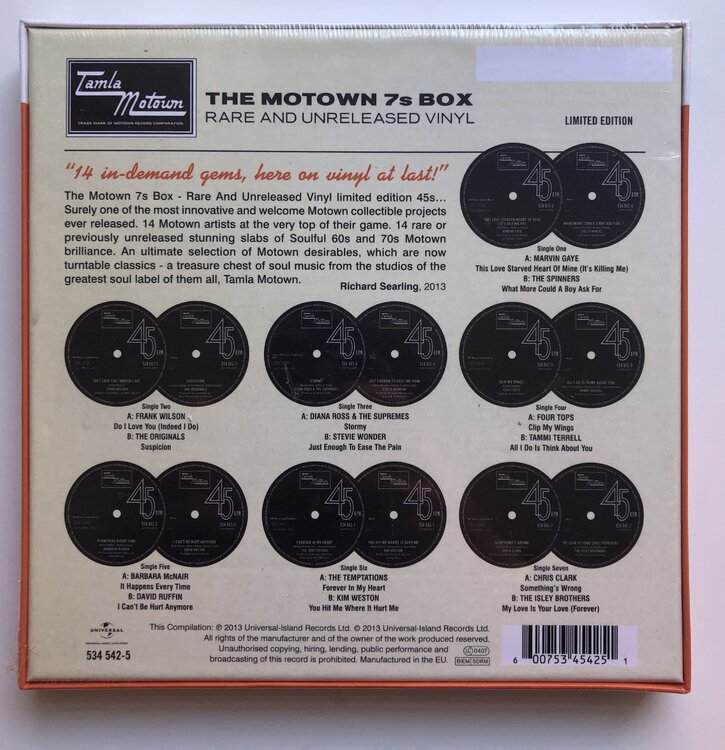 Tamla
Motown
TRADE MARK OF MOTOWN RECORD CORPORATION
THE MOTOWN 7s BOX
RARE AND UNRELEASED VINYL
LIMITED EDITION
"14 in-demand gems, here on vinyl at last!"
The Motown 7s Box - Rare And Unreleased Vinyl limited edition 45s...
Surely one of the most innovative and welcome Motown collectible projects
ever released. 14 Motown artists at the very top of their game. 14 rare or
previously unreleased stunning slabs of Soulful 60s and 70s Motown
brilliance. An ultimate selection of Motown desirables, which are now
turntable classics - a treasure chest of soul music from the studios of the
greatest soul label of them all, Tamla Motown.
Richard Searling, 2013
45 45
Single One
A: MARVIN GAYE
This Love Starved Heart Of Mine (It's Killing Me)
B: THE SPINNERS
What More Could A Boy Ask For
45 45
Single Two
A: FRANK WILSON
Do I Love You (Indeed I Do)
B: THE ORIGINALS
Suspicion
45 45
Single Three
A: DIANA ROSS & THE SUPREMES
Stormy
B: STEVIE WONDER
Just Enough To Ease The Pain
45 45
Single Four
A: FOUR TOPS
Clip My Wings
B: TAMMI TERRELL
All I Do Is Think About You
45 45
Single Five
A: BARBARA McNAIR
It Happens Every Time
B: DAVID RUFFIN
I Can't Be Hurt Anymore
45 45
Single Six
A: THE TEMPTATIONS
Forever In My Heart
B: KIM WESTON
You Hit Me Where It Hurt Me
45 45
Single Seven
A: CHRIS CLARK
Something's Wrong
B: THE ISLEY BROTHERS
My Love Is Your Love (Forever)
UNIVERSAL
534 542-5
This Compilation: ℗ 2013 Universal-Island Records Ltd. © 2013 Universal-Island Records Ltd.
All rights of the manufacturer and of the owner of the work produced reserved.
Unauthorised copying, hiring, lending, public performance and
broadcasting of this record is prohibited. Manufactured in the EU.
LC 0407
BIEM SDRM
6 00753 45425 1